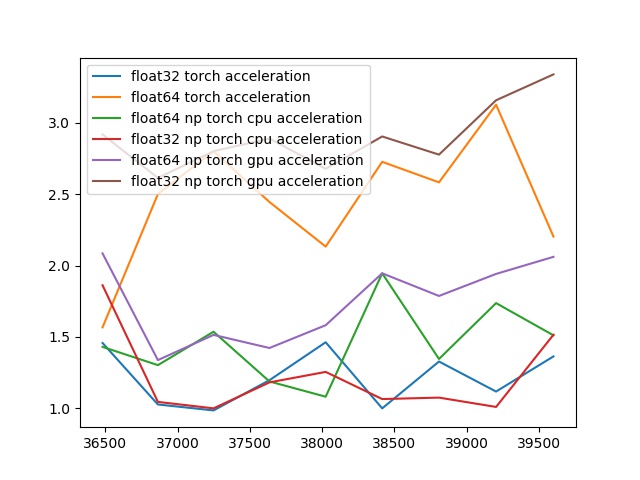 float32 torch acceleration
float64 torch acceleration
float64 np torch cpu acceleration
float32 np torch cpu acceleration
float64 np torch gpu acceleration
float32 np torch gpu acceleration
3.0
2.5
2.0
1.5
1.0
36500 37000 37500 38000 38500 39000 39500